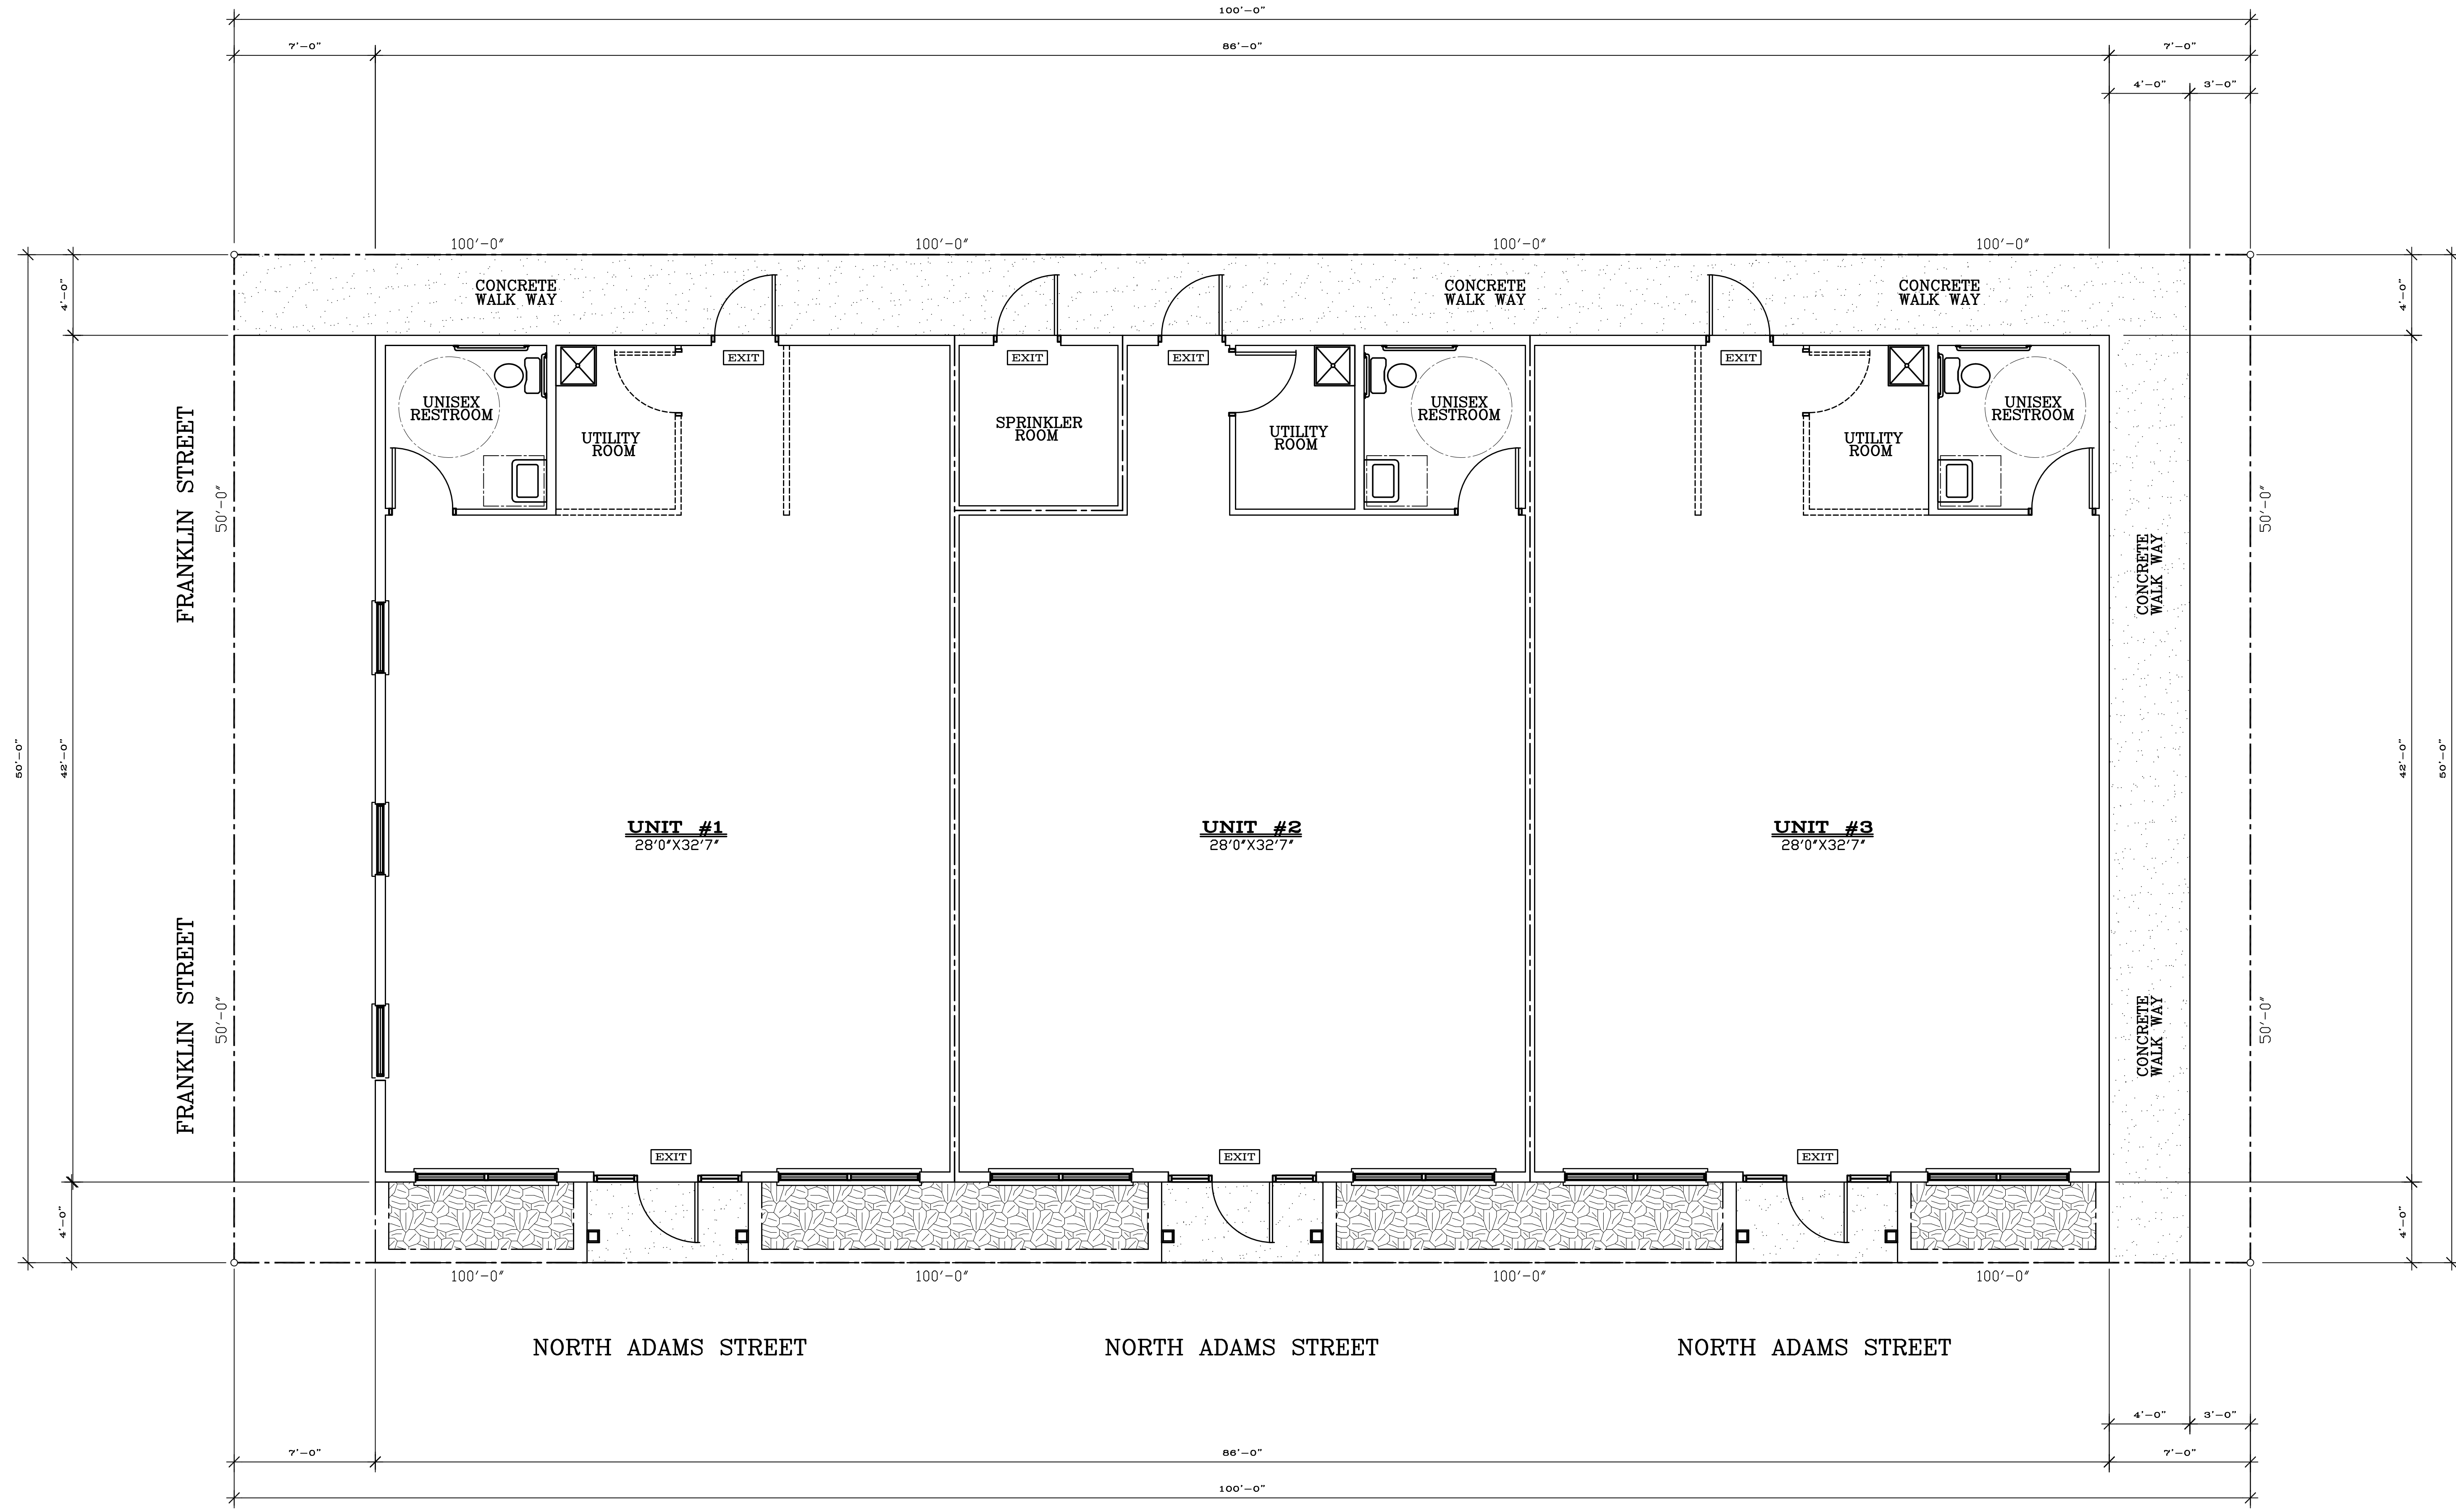 100'-0"
7'-0"
86'-0"
7'-0"
4'-0"
3'-0"
100'-0"
100'-0"
100'-0"
100'-0"
4'-0"
CONCRETE
WALK WAY
CONCRETE
WALK WAY
CONCRETE
WALK WAY
4'-0"
EXIT
EXIT
EXIT
EXIT
UNISEX
RESTROOM
UTILITY
ROOM
SPRINKLER
ROOM
UTILITY
ROOM
UNISEX
RESTROOM
UTILITY
ROOM
UNISEX
RESTROOM
FRANKLIN STREET
50'-0"
50'-0"
CONCRETE
WALK WAY
50'-0"
42'-0"
42'-0"
50'-0"
UNIT #1
28'0"X32'7"
UNIT #2
28'0"X32'7"
UNIT #3
28'0"X32'7"
FRANKLIN STREET
50'-0"
CONCRETE
WALK WAY
50'-0"
EXIT
EXIT
EXIT
4'-0"
4'-0"
100'-0"
100'-0"
100'-0"
100'-0"
NORTH ADAMS STREET
NORTH ADAMS STREET
NORTH ADAMS STREET
4'-0"
3'-0"
7'-0"
86'-0"
7'-0"
100'-0"